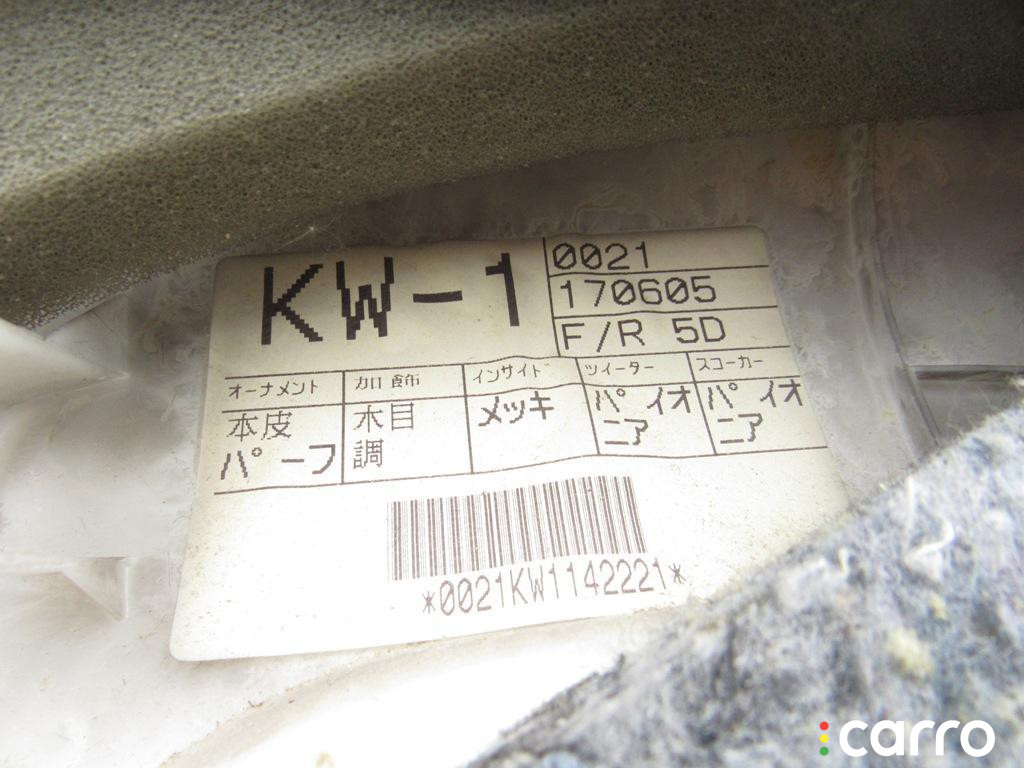 KW-1
0021
170605
F/R 5D
オーナメント 加飾 インサイド ツイーター スコーカー
本皮 木目 メッキ パイオ パイオ
パーフ 調 ニア ニア
*0021KW1142221*
carro